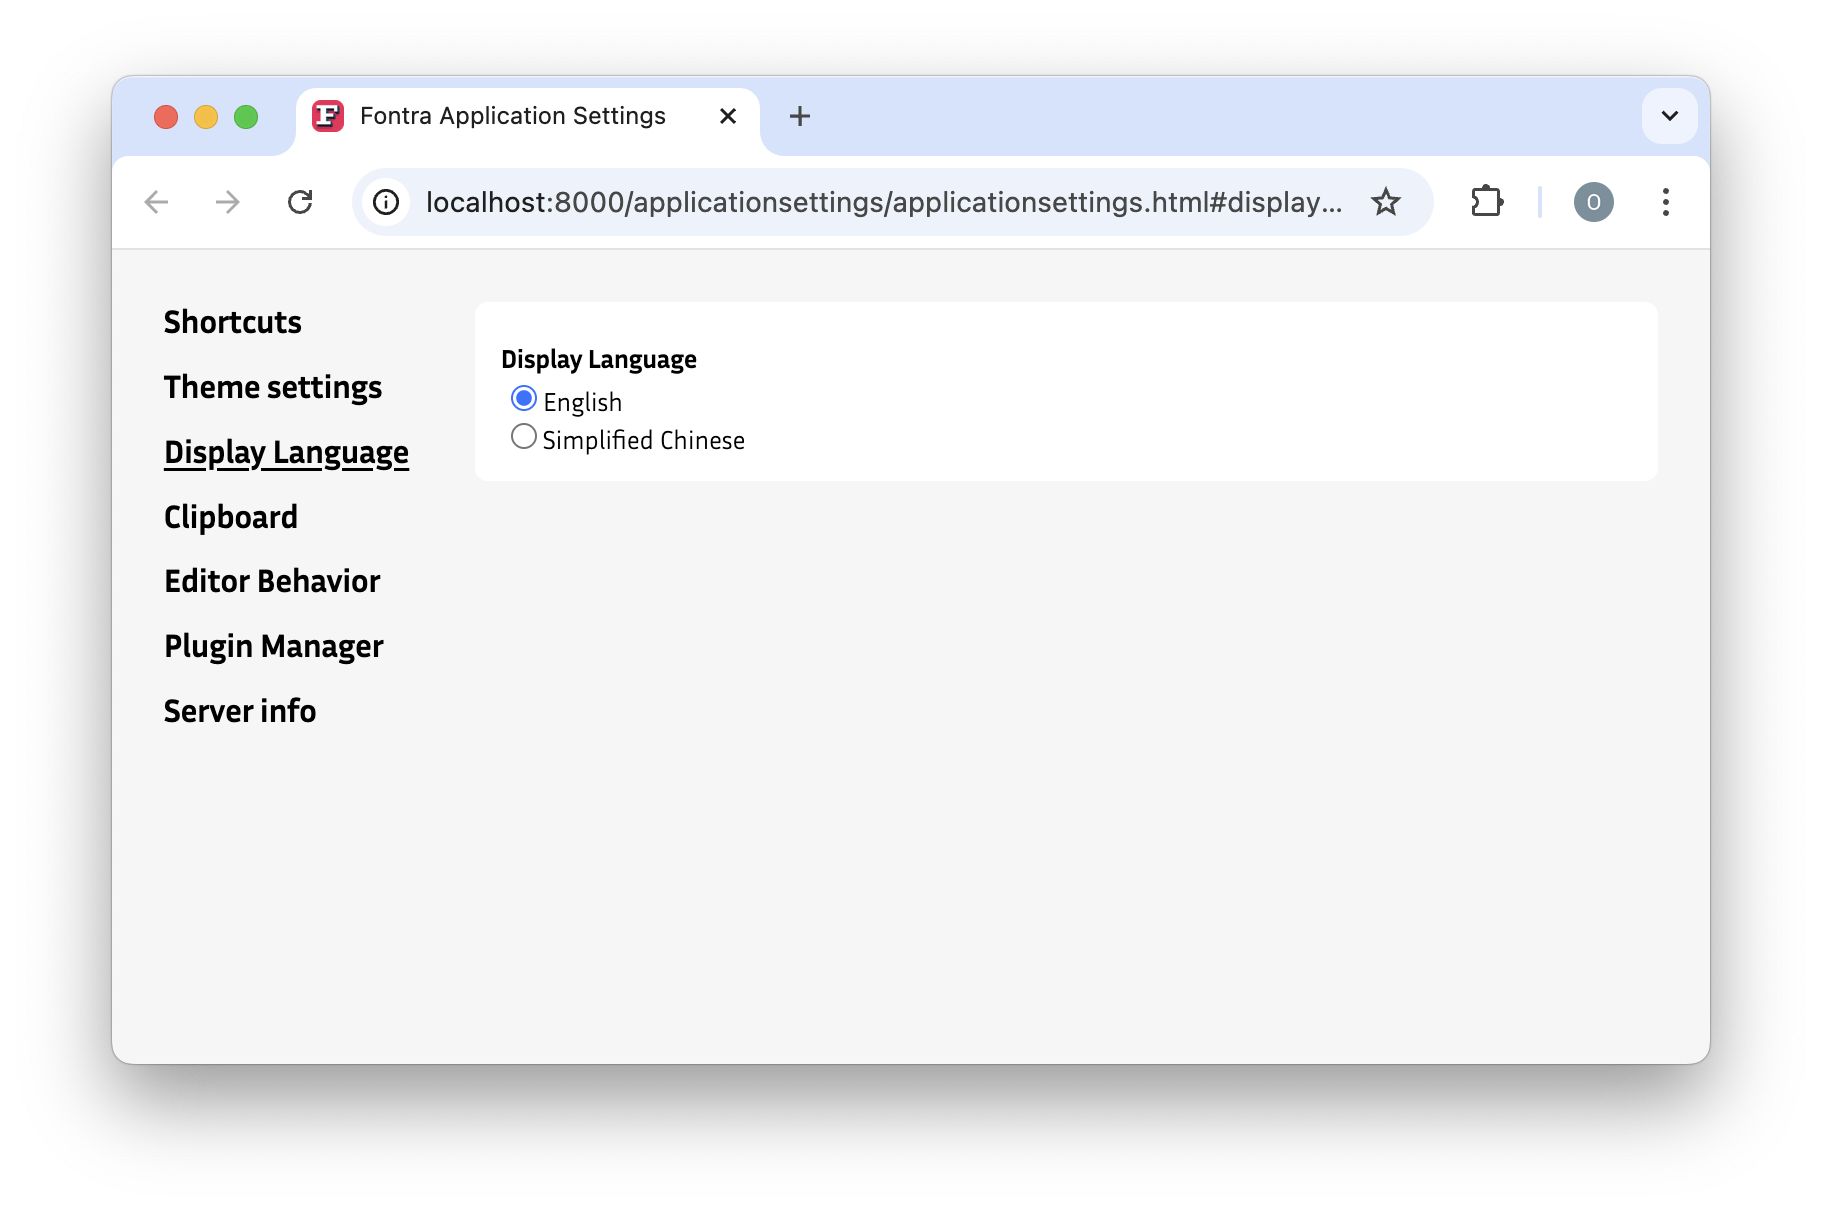 F Fontra Application Settings
localhost:8000/applicationsettings/applicationsettings.html#display...
O
Shortcuts
Theme settings
Display Language
Clipboard
Editor Behavior
Plugin Manager
Server info
Display Language
English
Simplified Chinese